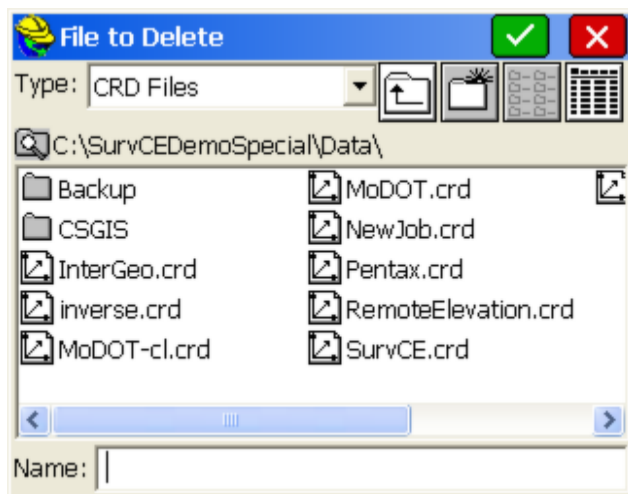 File to Delete
Type: CRD Files
C:\SurvCEDemoSpecial\Data\
Backup
CSGIS
InterGeo.crd
inverse.crd
MoDOT-cl.crd
MoDOT.crd
NewJob.crd
Pentax.crd
RemoteElevation.crd
SurvCE.crd
Name: